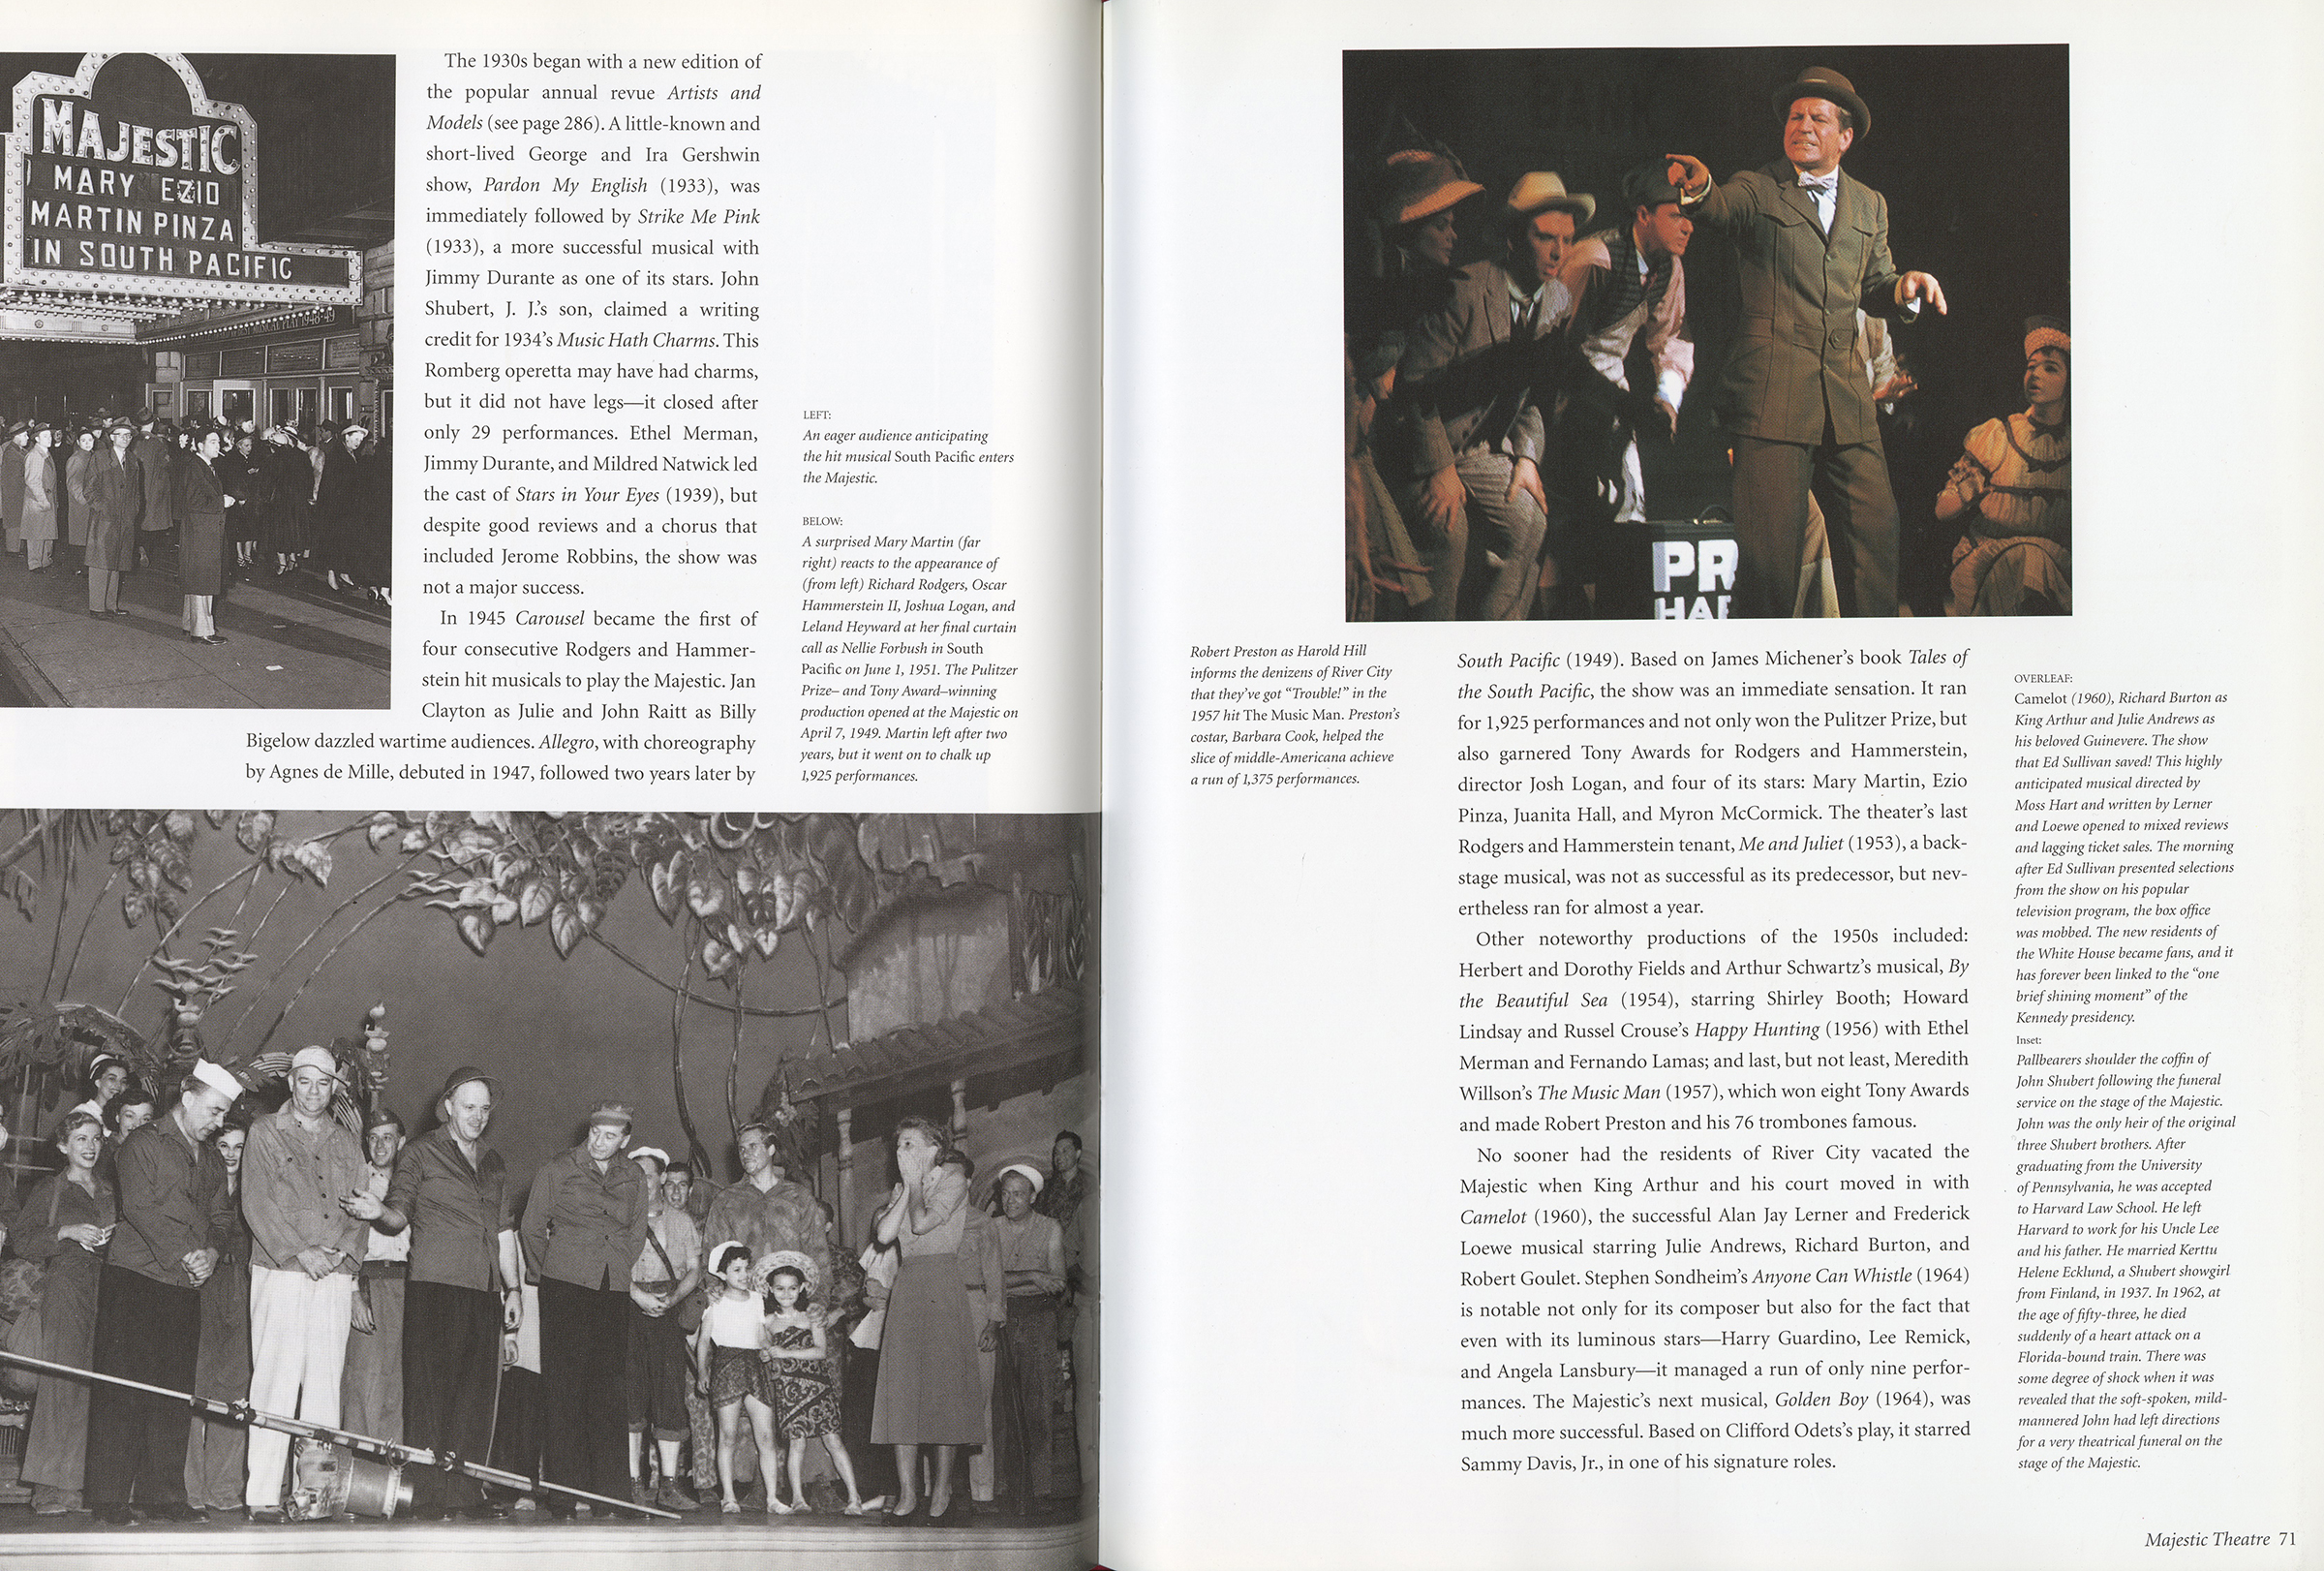 MAJESTIC
MARY EZIO
MARTIN PINZA
IN SOUTH PACIFIC
MUSICAL PLAY 1948-49
The 1930s began with a new edition of
the popular annual revue Artists and
Models (see page 286). A little-known and
short-lived George and Ira Gershwin
show, Pardon My English (1933), was
immediately followed by Strike Me Pink
(1933), a more successful musical with
Jimmy Durante as one of its stars. John
Shubert, J. J.'s son, claimed a writing
credit for 1934's Music Hath Charms. This
Romberg operetta may have had charms,
but it did not have legs—it closed after
only 29 performances. Ethel Merman,
Jimmy Durante, and Mildred Natwick led
the cast of Stars in Your Eyes (1939), but
despite good reviews and a chorus that
included Jerome Robbins, the show was
not a major success.
In 1945 Carousel became the first of
four consecutive Rodgers and Hammer-
stein hit musicals to play the Majestic. Jan
Clayton as Julie and John Raitt as Billy
Bigelow dazzled wartime audiences. Allegro, with choreography
by Agnes de Mille, debuted in 1947, followed two years later by
LEFT:
An eager audience anticipating
the hit musical South Pacific enters
the Majestic.
BELOW:
A surprised Mary Martin (far
right) reacts to the appearance of
(from left) Richard Rodgers, Oscar
Hammerstein II, Joshua Logan, and
Leland Heyward at her final curtain
call as Nellie Forbush in South
Pacific on June 1, 1951. The Pulitzer
Prize– and Tony Award–winning
production opened at the Majestic on
April 7, 1949. Martin left after two
years, but it went on to chalk up
1,925 performances.
PR
HAR
Robert Preston as Harold Hill
informs the denizens of River City
that they've got "Trouble!" in the
1957 hit The Music Man. Preston's
costar, Barbara Cook, helped the
slice of middle-Americana achieve
a run of 1,375 performances.
South Pacific (1949). Based on James Michener's book Tales of
the South Pacific, the show was an immediate sensation. It ran
for 1,925 performances and not only won the Pulitzer Prize, but
also garnered Tony Awards for Rodgers and Hammerstein,
director Josh Logan, and four of its stars: Mary Martin, Ezio
Pinza, Juanita Hall, and Myron McCormick. The theater's last
Rodgers and Hammerstein tenant, Me and Juliet (1953), a back-
stage musical, was not as successful as its predecessor, but nev-
ertheless ran for almost a year.
Other noteworthy productions of the 1950s included:
Herbert and Dorothy Fields and Arthur Schwartz's musical, By
the Beautiful Sea (1954), starring Shirley Booth; Howard
Lindsay and Russel Crouse's Happy Hunting (1956) with Ethel
Merman and Fernando Lamas; and last, but not least, Meredith
Willson's The Music Man (1957), which won eight Tony Awards
and made Robert Preston and his 76 trombones famous.
No sooner had the residents of River City vacated the
Majestic when King Arthur and his court moved in with
Camelot (1960), the successful Alan Jay Lerner and Frederick
Loewe musical starring Julie Andrews, Richard Burton, and
Robert Goulet. Stephen Sondheim's Anyone Can Whistle (1964)
is notable not only for its composer but also for the fact that
even with its luminous stars—Harry Guardino, Lee Remick,
and Angela Lansbury—it managed a run of only nine perfor-
mances. The Majestic's next musical, Golden Boy (1964), was
much more successful. Based on Clifford Odets's play, it starred
Sammy Davis, Jr., in one of his signature roles.
OVERLEAF:
Camelot (1960), Richard Burton as
King Arthur and Julie Andrews as
his beloved Guinevere. The show
that Ed Sullivan saved! This highly
anticipated musical directed by
Moss Hart and written by Lerner
and Loewe opened to mixed reviews
and lagging ticket sales. The morning
after Ed Sullivan presented selections
from the show on his popular
television program, the box office
was mobbed. The new residents of
the White House became fans, and it
has forever been linked to the "one
brief shining moment" of the
Kennedy presidency.
Inset:
Pallbearers shoulder the coffin of
John Shubert following the funeral
service on the stage of the Majestic.
John was the only heir of the original
three Shubert brothers. After
graduating from the University
of Pennsylvania, he was accepted
to Harvard Law School. He left
Harvard to work for his Uncle Lee
and his father. He married Kerttu
Helene Ecklund, a Shubert showgirl
from Finland, in 1937. In 1962, at
the age of fifty-three, he died
suddenly of a heart attack on a
Florida-bound train. There was
some degree of shock when it was
revealed that the soft-spoken, mild-
mannered John had left directions
for a very theatrical funeral on the
stage of the Majestic.
Majestic Theatre 71